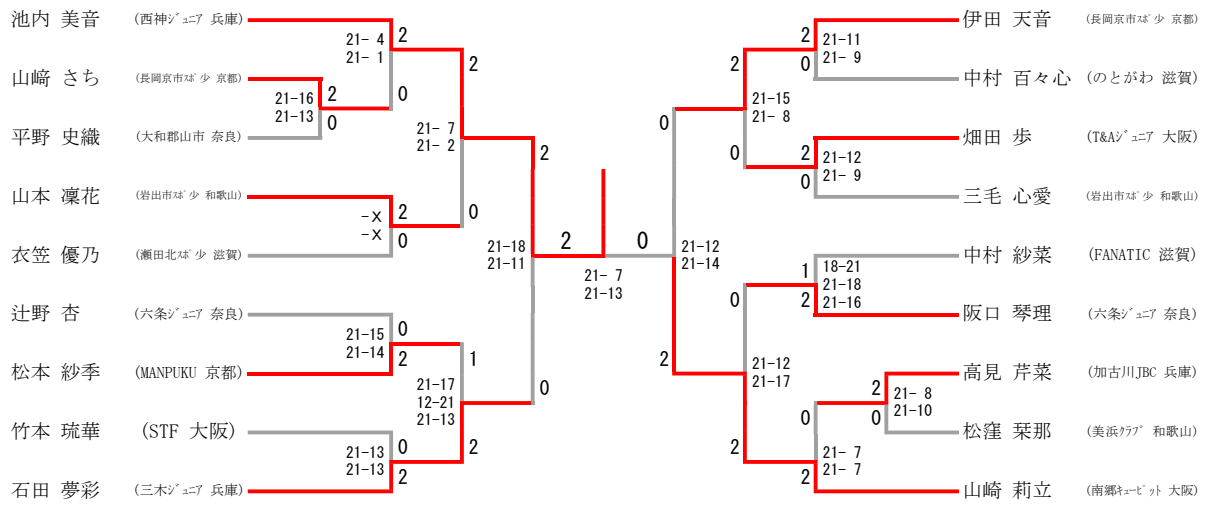 池内 美音 (西神ジュニア 兵庫)
21- 4 2
21- 1
山﨑 さち (長岡京市スポ少 京都)
2
21-16 2 0
21-13 0
平野 史織 (大和郡山市 奈良)
21- 7
21- 2
2
山本 凜花 (岩出市スポ少 和歌山)
-X 2 0
-X 0
衣笠 優乃 (瀬田北スポ少 滋賀)
21-18
21-11
辻野 杏 (六条ジュニア 奈良)
21-15 0
21-14 2
松本 紗季 (MANPUKU 京都)
1
21-17
12-21
21-13
0
竹本 琉華 (STF 大阪)
21-13 0 2
21-13 2
石田 夢彩 (三木ジュニア 兵庫)
2 0
21- 7
21-13
伊田 天音 (長岡京市スポ少 京都)
2 21-11
0 21- 9
中村 百々心 (のとがわ 滋賀)
2
21-15
21- 8
0
0
畑田 歩 (T&Aジュニア 大阪)
2 21-12
0 21- 9
三毛 心愛 (岩出市スポ少 和歌山)
21-12
21-14
中村 紗菜 (FANATIC 滋賀)
1 18-21
21-18
2 21-16
阪口 琴理 (六条ジュニア 奈良)
0
2
21-12
21-17
高見 芹菜 (加古川JBC 兵庫)
2 21- 8
0 21-10
松窪 栞那 (美浜クラブ 和歌山)
0
2 21- 7
2 21- 7
山崎 莉立 (南郷キューピット 大阪)